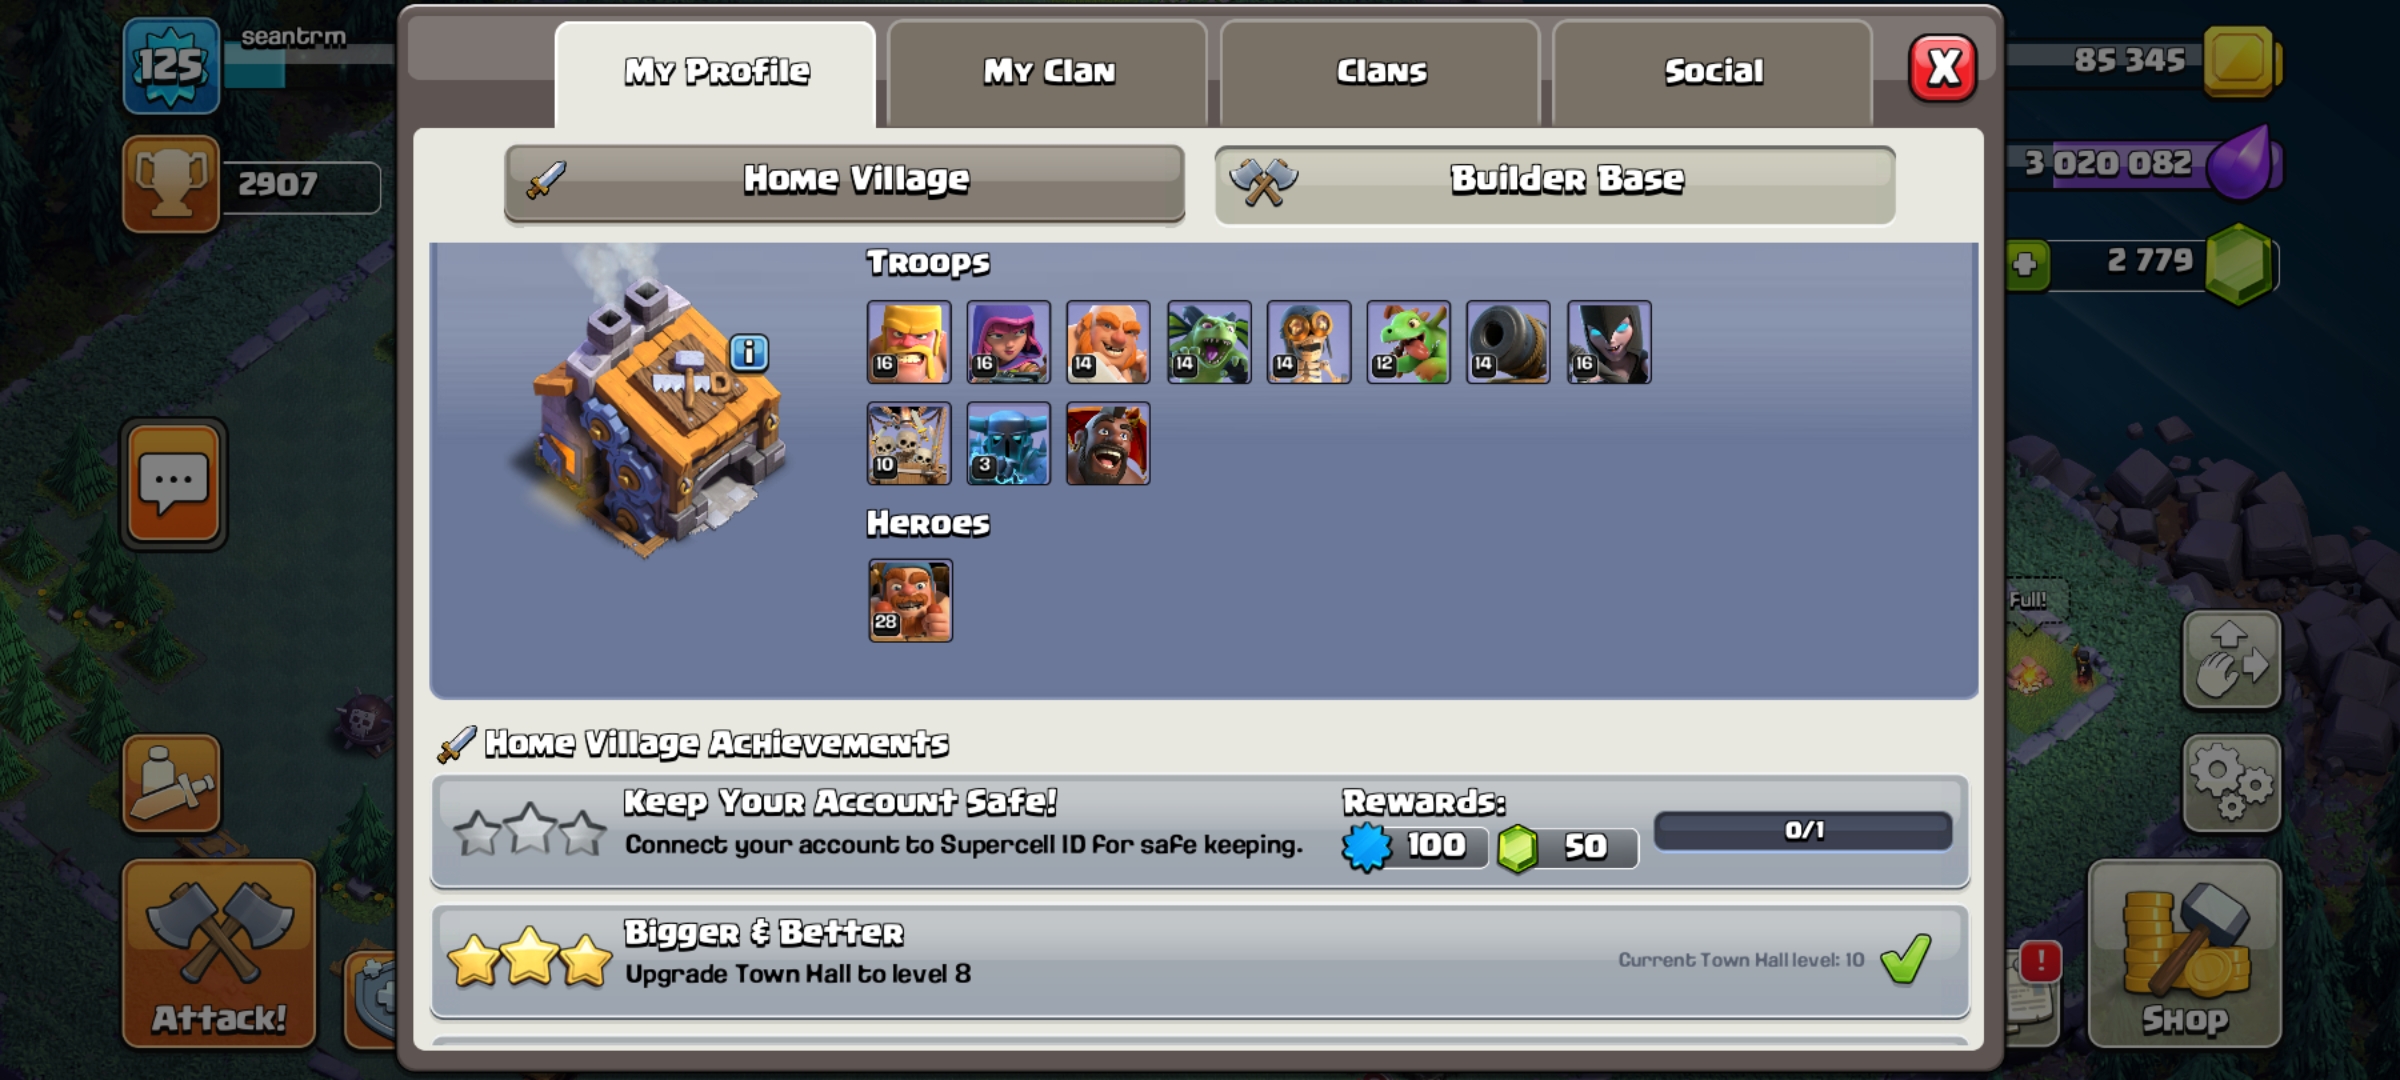 125
seantrm
2907
My Profile
My Clan
Clans
Social
X
85 345
3 020 082
2 779
Home Village
Builder Base
Troops
16
16
14
14
14
12
14
16
10
3
Heroes
28
Full!
Home Village Achievements
Keep Your Account Safe!
Connect your account to Supercell ID for safe keeping.
Rewards:
100
50
0/1
Bigger & Better
Upgrade Town Hall to level 8
Current Town Hall level: 10
Attack!
!
Shop